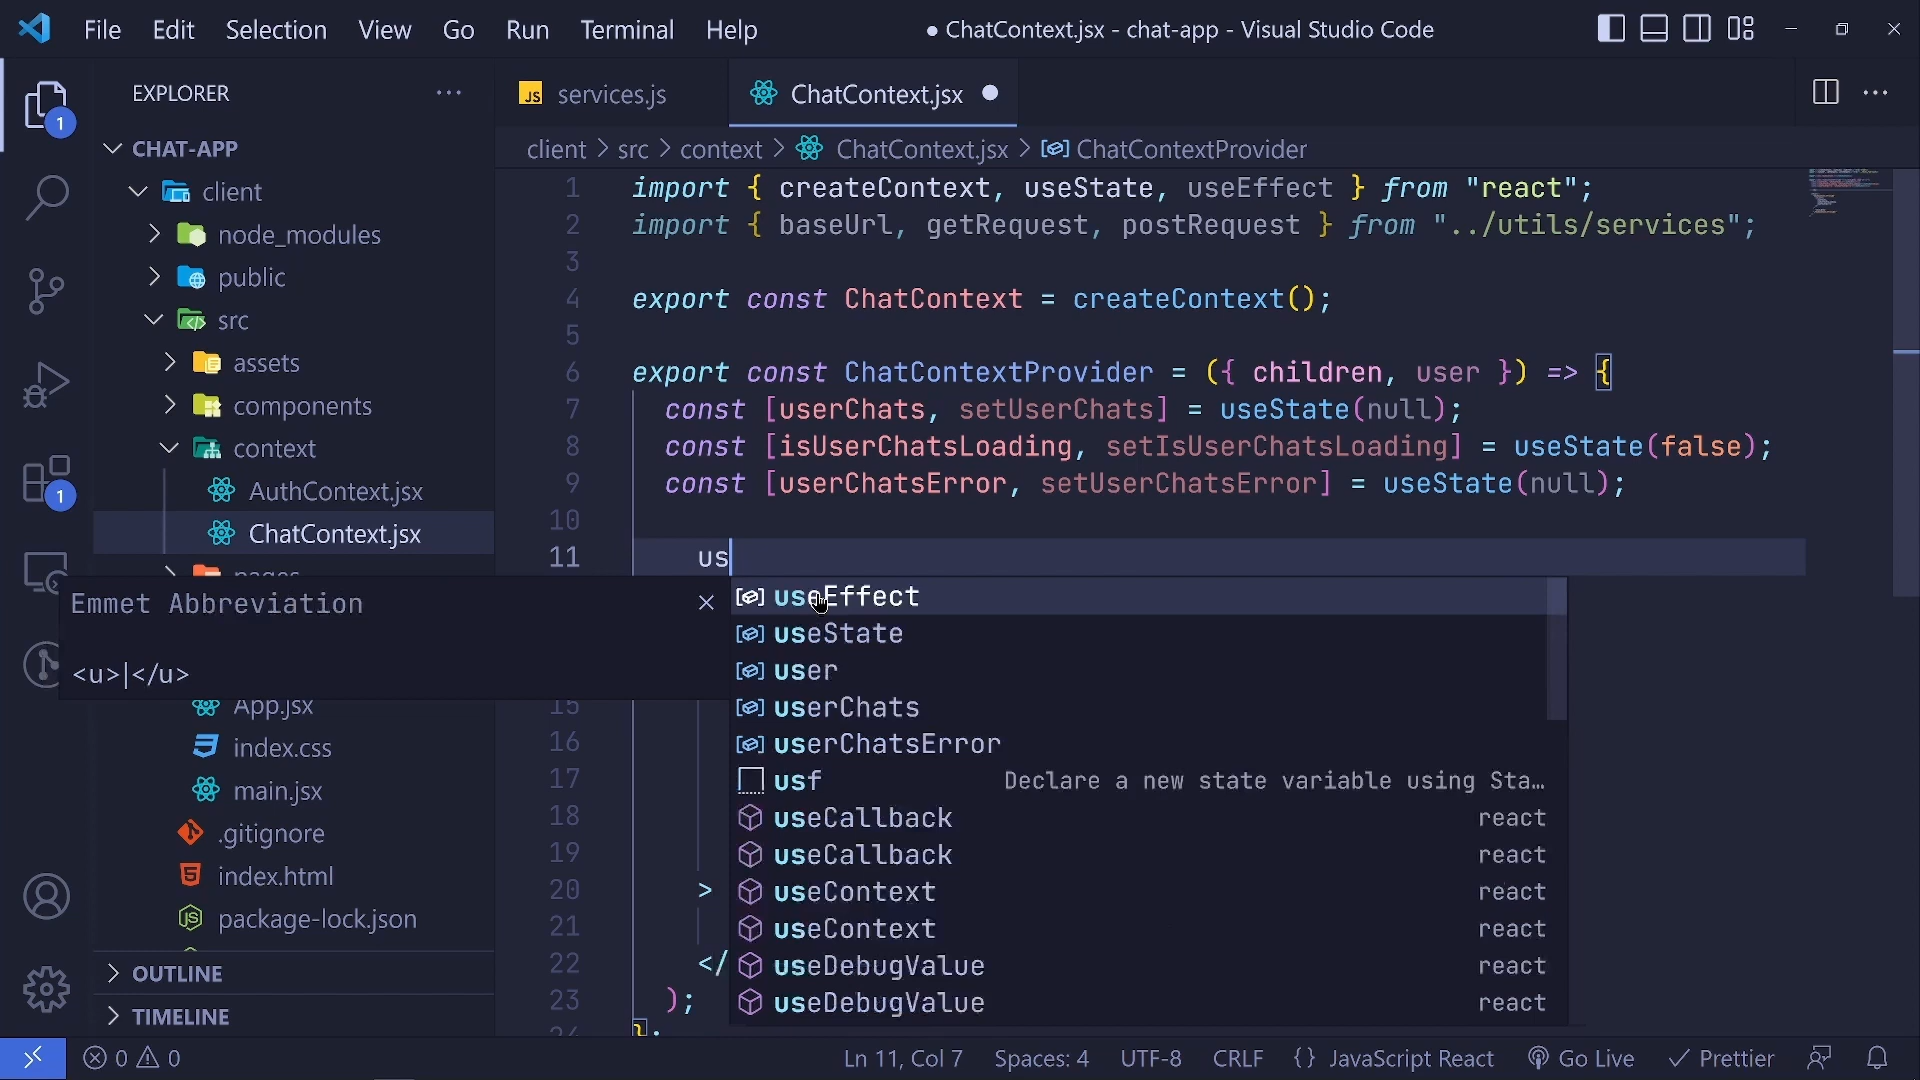 File Edit Selection View Go Run Terminal Help ● ChatContext.jsx - chat-app - Visual Studio Code
EXPLORER
JS services.js ChatContext.jsx
client > src > context > ChatContext.jsx > ChatContextProvider
1
CHAT-APP
client
node_modules
public
src
assets
components
context
AuthContext.jsx
ChatContext.jsx
App.jsx
index.css
main.jsx
.gitignore
index.html
package-lock.json
OUTLINE
TIMELINE
1
1 import { createContext, useState, useEffect } from "react";
2 import { baseUrl, getRequest, postRequest } from "../utils/services";
3
4 export const ChatContext = createContext();
5
6 export const ChatContextProvider = ({ children, user }) => {
7 const [userChats, setUserChats] = useState(null);
8 const [isUserChatsLoading, setIsUserChatsLoading] = useState(false);
9 const [userChatsError, setUserChatsError] = useState(null);
10
11 us
Emmet Abbreviation
<u>|</u>
useEffect
useState
user
userChats
userChatsError
usf Declare a new state variable using Sta…
useCallback react
useCallback react
useContext react
useContext react
useDebugValue react
useDebugValue react
15
16
17
18
19
20 >
21
22 </
23 );
24 };
0 0 Ln 11, Col 7 Spaces: 4 UTF-8 CRLF {} JavaScript React Go Live Prettier